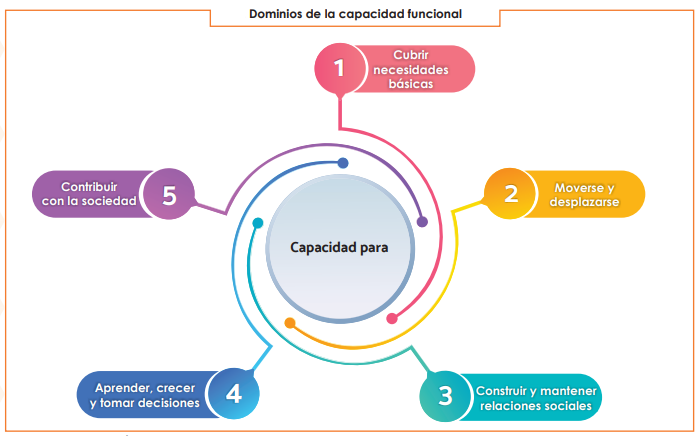 Dominios de la capacidad funcional
1
Cubrir
necesidades
básicas
2
Moverse y
desplazarse
3
Construir y mantener
relaciones sociales
4
Aprender, crecer
y tomar decisiones
5
Contribuir
con la sociedad
Capacidad para